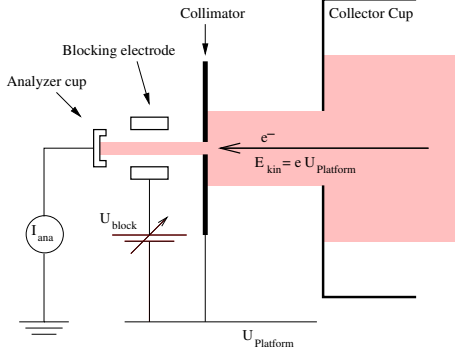 Collimator
Collector Cup
Blocking electrode
Analyzer cup
e⁻
E_kin = e U_Platform
U_block
I_ana
U_Platform